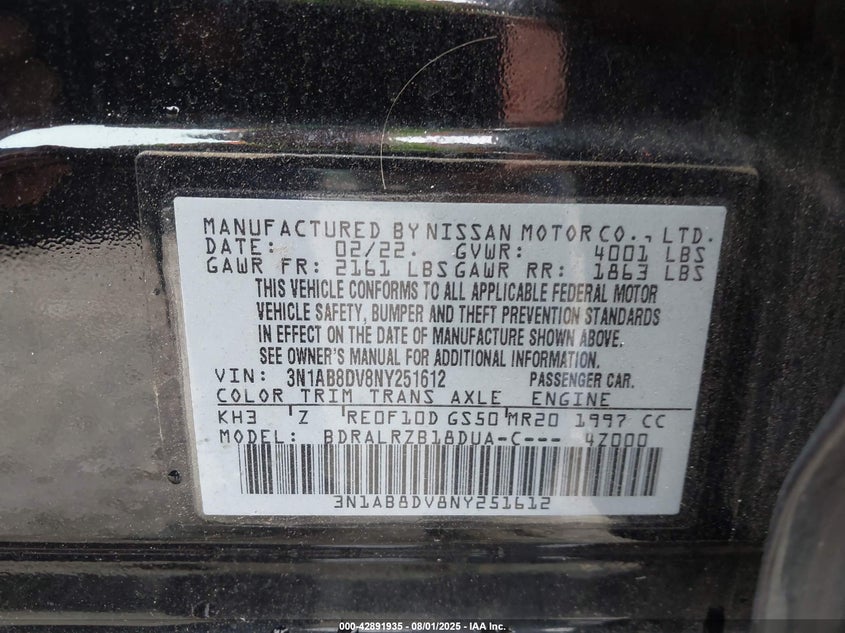 MANUFACTURED BY NISSAN MOTOR CO., LTD.
DATE: 02/22. GVWR: 4001 LBS
GAWR FR: 2161 LBS GAWR RR: 1863 LBS
THIS VEHICLE CONFORMS TO ALL APPLICABLE FEDERAL MOTOR
VEHICLE SAFETY, BUMPER AND THEFT PREVENTION STANDARDS
IN EFFECT ON THE DATE OF MANUFACTURE SHOWN ABOVE.
SEE OWNER'S MANUAL FOR ADDITIONAL INFORMATION.
VIN: 3N1AB8DV8NY251612 PASSENGER CAR.
COLOR TRIM TRANS AXLE ENGINE
KH3 Z RE0F10D GS50 MR20 1997 CC
MODEL: BDRALRZB18DUA-C--- 4Z000
3N1AB8DV8NY251612
000-42891935 - 08/01/2025 - IAA Inc.